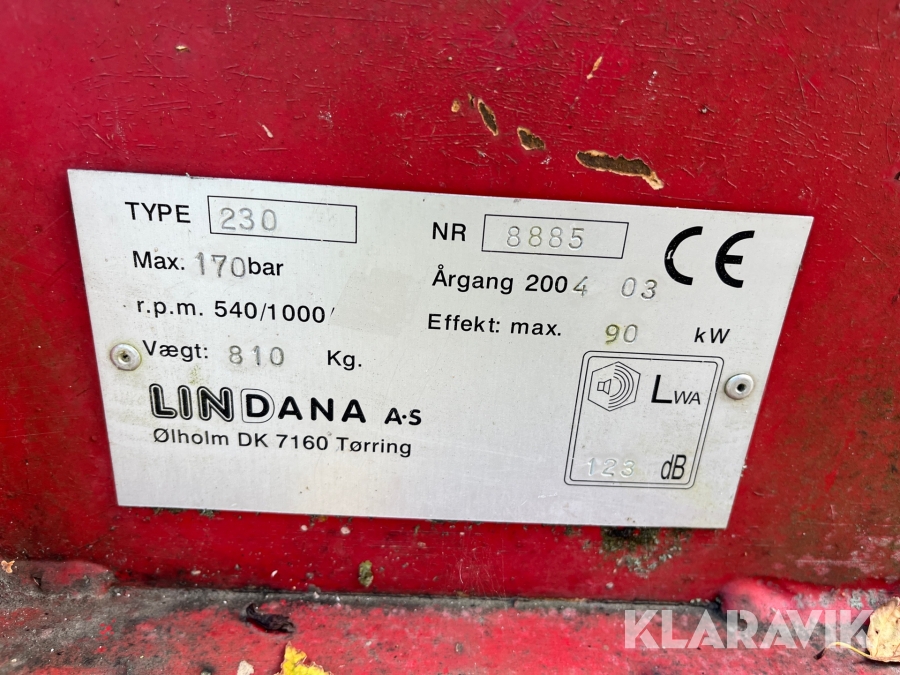 TYPE 230
NR 8885
CE
Max. 170bar
Årgang 2004 03
r.p.m. 540/1000/
Effekt: max. 90 kW
Vægt: 810 Kg.
LWA
123 dB
LINDANA A·S
Ølholm DK 7160 Tørring
KLARAVIK